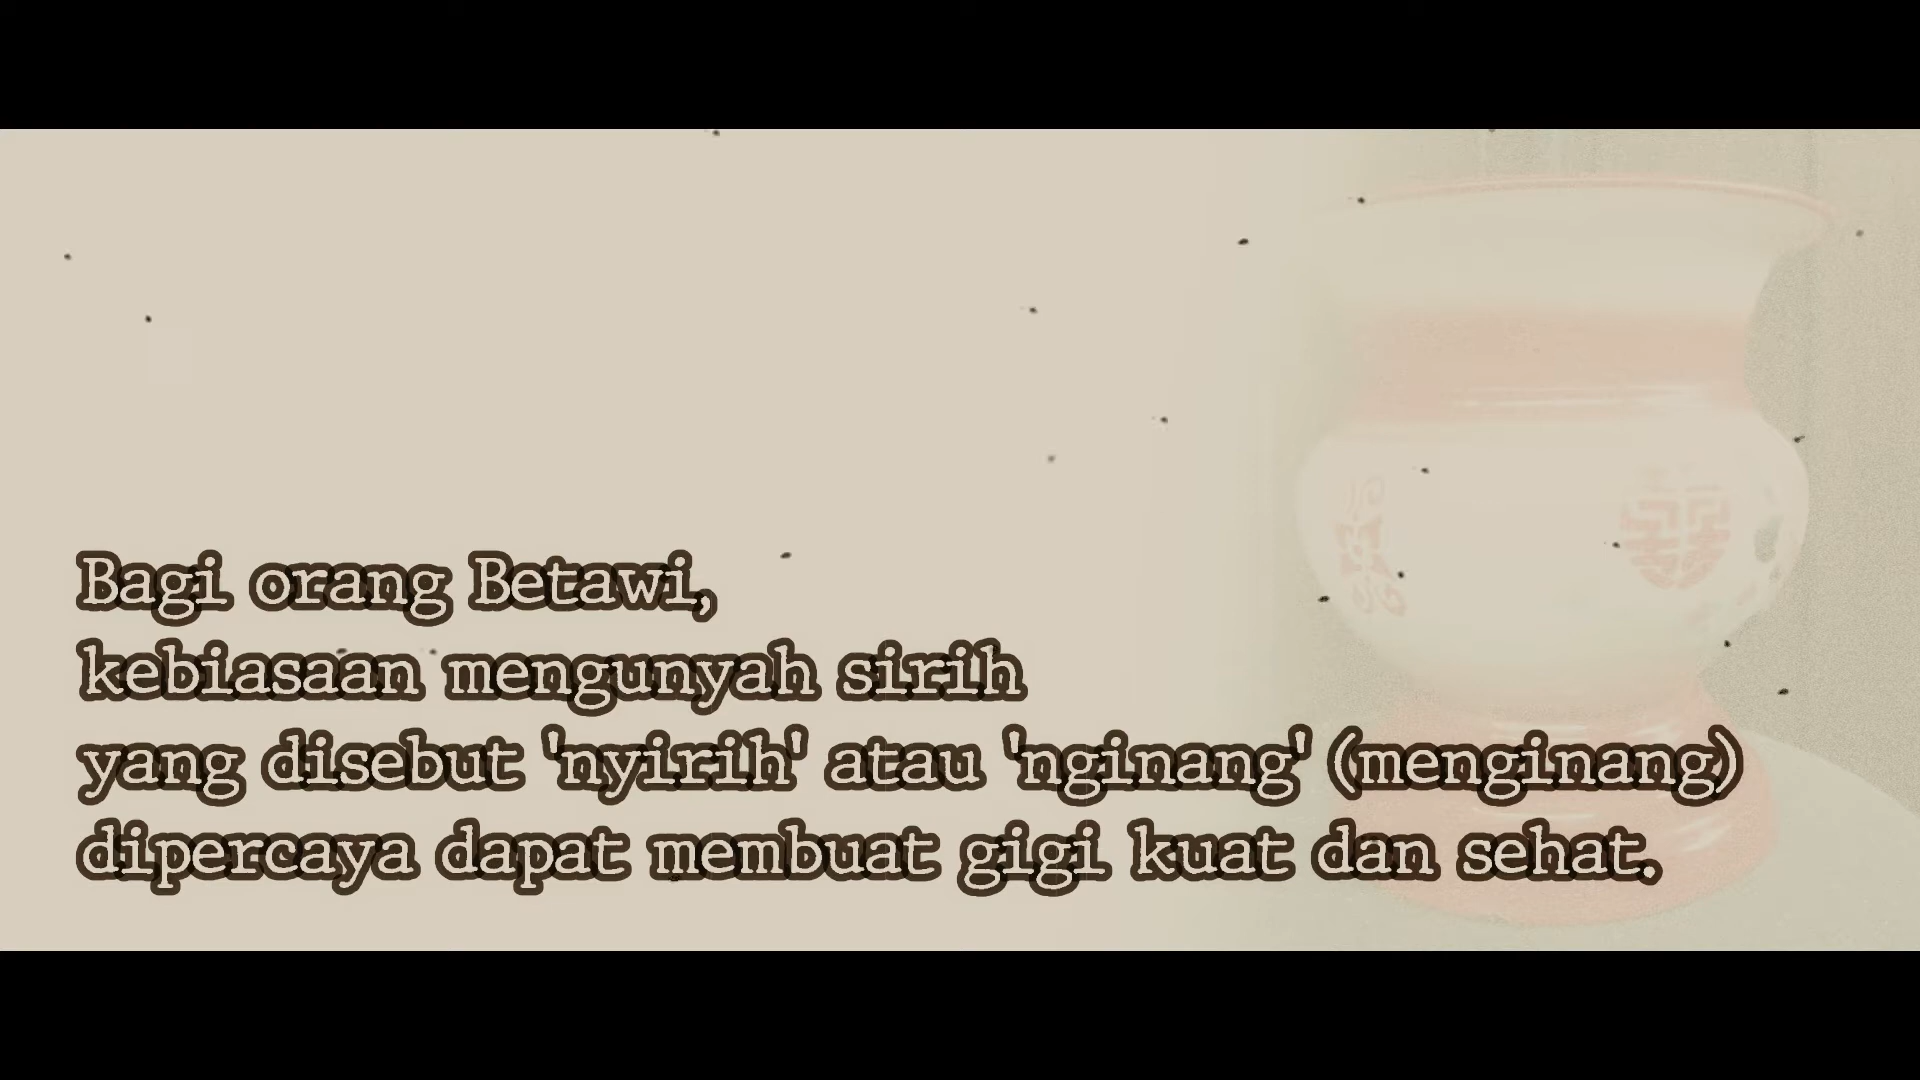 Bagi orang Betawi,
kebiasaan mengunyah sirih
yang disebut 'nyirih' atau 'nginang' (menginang)
dipercaya dapat membuat gigi kuat dan sehat.